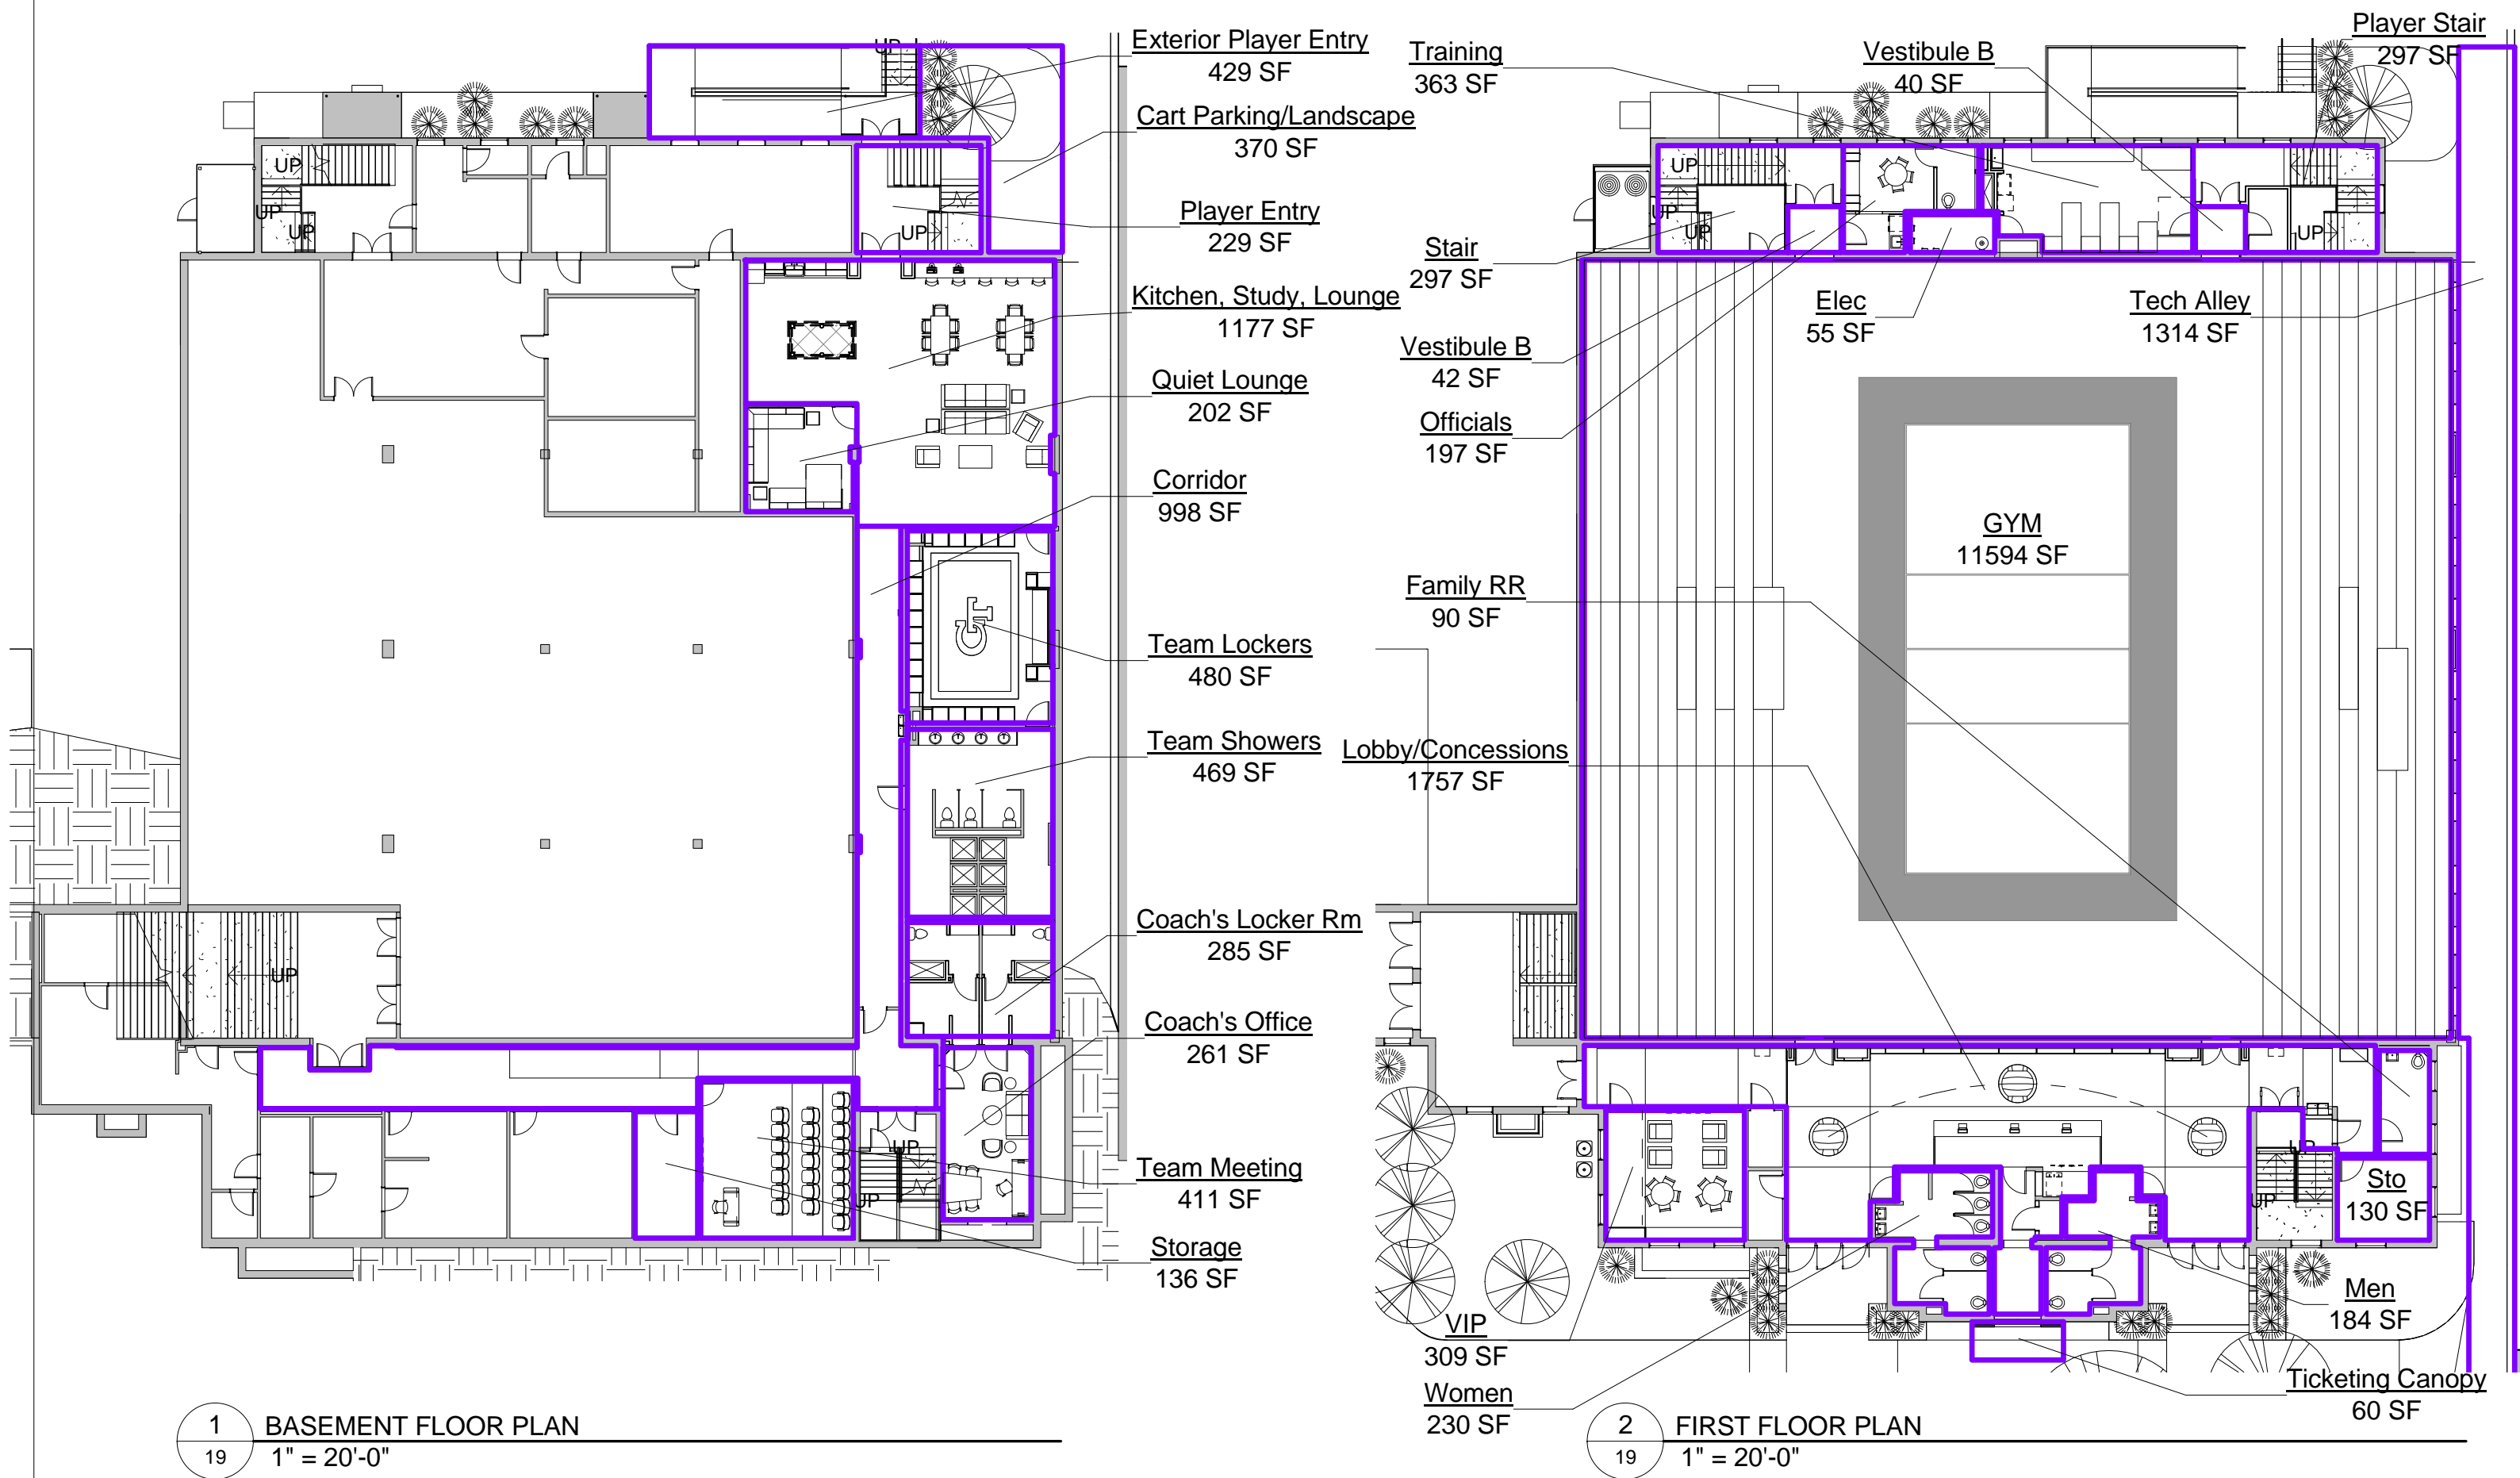 UP
Exterior Player Entry
429 SF
Cart Parking/Landscape
370 SF
UP
UP
UP
Player Entry
229 SF
UP
Kitchen, Study, Lounge
1177 SF
Quiet Lounge
202 SF
Corridor
998 SF
GT
Team Lockers
480 SF
Team Showers
469 SF
Coach's Locker Rm
285 SF
UP
Coach's Office
261 SF
UP
UP
Team Meeting
411 SF
Storage
136 SF
1
19
BASEMENT FLOOR PLAN
1" = 20'-0"
Training
363 SF
Vestibule B
40 SF
Player Stair
297 SF
UP
UP
UP
UP
Stair
297 SF
Elec
55 SF
Tech Alley
1314 SF
Vestibule B
42 SF
Officials
197 SF
GYM
11594 SF
Family RR
90 SF
Lobby/Concessions
1757 SF
UP
UP
Sto
130 SF
Men
184 SF
VIP
309 SF
Women
230 SF
Ticketing Canopy
60 SF
2
19
FIRST FLOOR PLAN
1" = 20'-0"